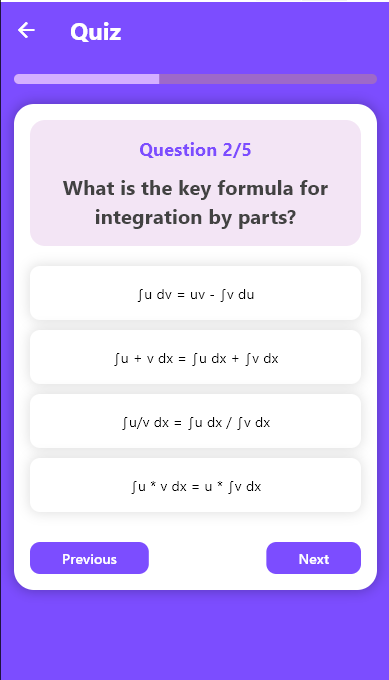 Quiz
Question 2/5
What is the key formula for
integration by parts?
∫u dv = uv - ∫v du
∫u + v dx = ∫u dx + ∫v dx
∫u/v dx = ∫u dx / ∫v dx
∫u * v dx = u * ∫v dx
Previous
Next